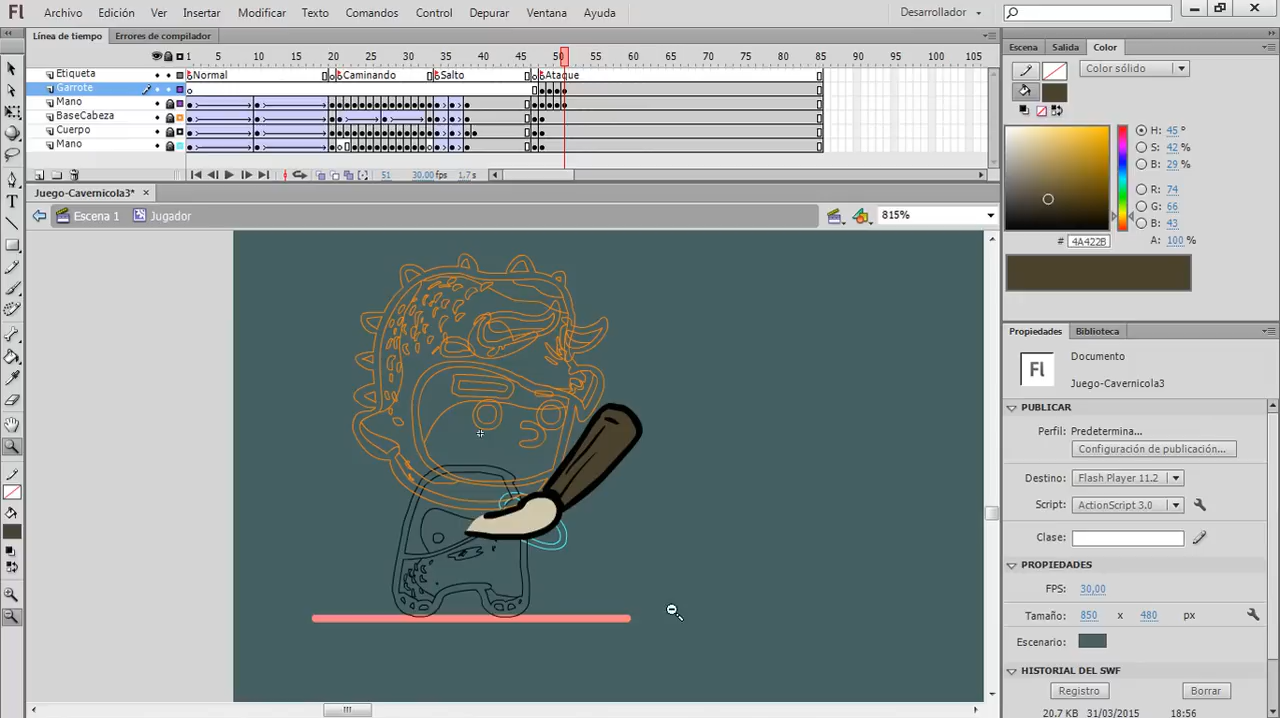 Fl Archivo Edición Ver Insertar Modificar Texto Comandos Control Depurar Ventana Ayuda Desarrollador
Línea de tiempo Errores de compilador
1 5 10 15 20 25 30 35 40 45 50 55 60 65 70 75 80 85 90 95 100 105
Etiqueta Normal Caminando Salto Ataque
Garrote
Mano
BaseCabeza
Cuerpo
Mano
51 30.00 fps 1.7 s
Juego-Cavernicola3* ×
Escena 1 Jugador 815%
Escena Salida Color
Color sólido
H: 45 °
S: 42 %
B: 29 %
R: 74
G: 66
B: 43
# 4A422B A: 100 %
Propiedades Biblioteca
Fl Documento
Juego-Cavernicola3
PUBLICAR
Perfil: Predetermina...
Configuración de publicación...
Destino: Flash Player 11.2
Script: ActionScript 3.0
Clase:
PROPIEDADES
FPS: 30,00
Tamaño: 850 x 480 px
Escenario:
HISTORIAL DEL SWF
Registro Borrar
20.7 KB 31/03/2015 18:56